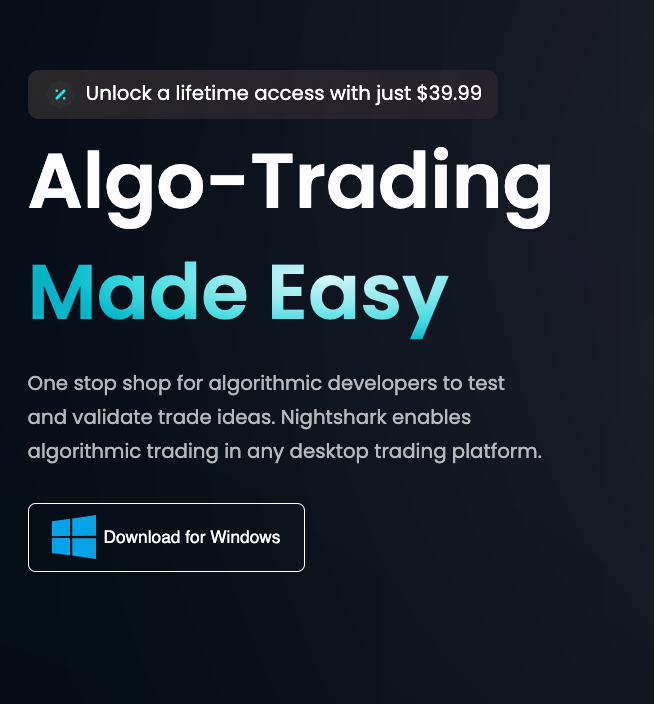 Unlock a lifetime access with just $39.99
Algo-Trading
Made Easy
One stop shop for algorithmic developers to test
and validate trade ideas. Nightshark enables
algorithmic trading in any desktop trading platform.
Download for Windows